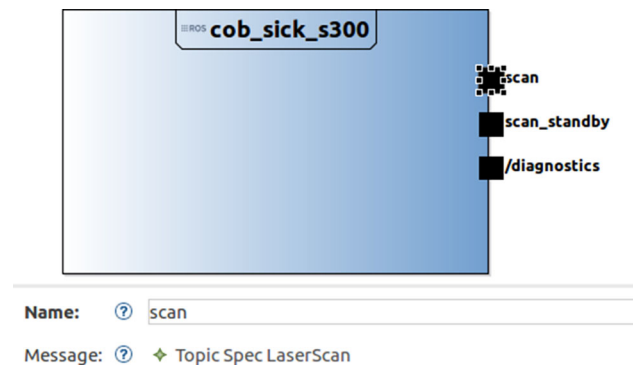 ROS cob_sick_s300
scan
scan_standby
/diagnostics
Name: ? scan
Message: ? Topic Spec LaserScan